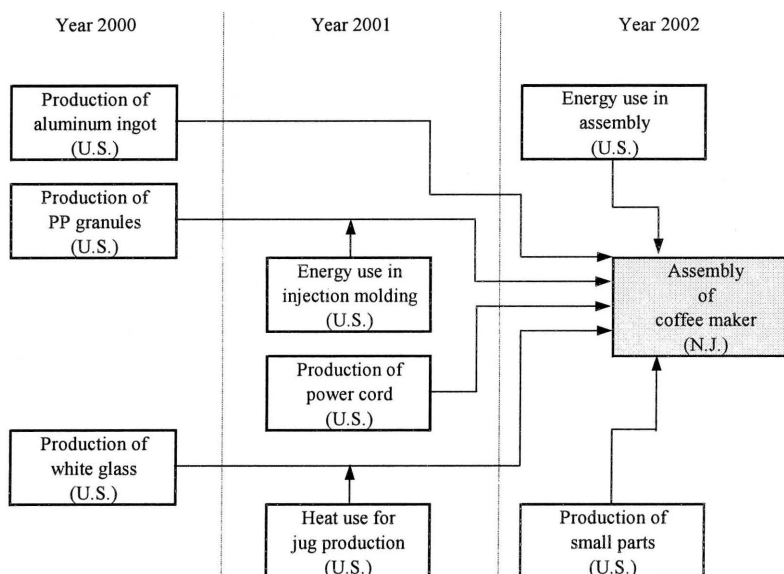 Year 2000
Year 2001
Year 2002
Production of
aluminum ingot
(U.S.)
Energy use in
assembly
(U.S.)
Production of
PP granules
(U.S.)
Energy use in
injection molding
(U.S.)
Assembly
of
coffee maker
(N.J.)
Production of
power cord
(U.S.)
Production of
white glass
(U.S.)
Heat use for
jug production
(U.S.)
Production of
small parts
(U.S.)